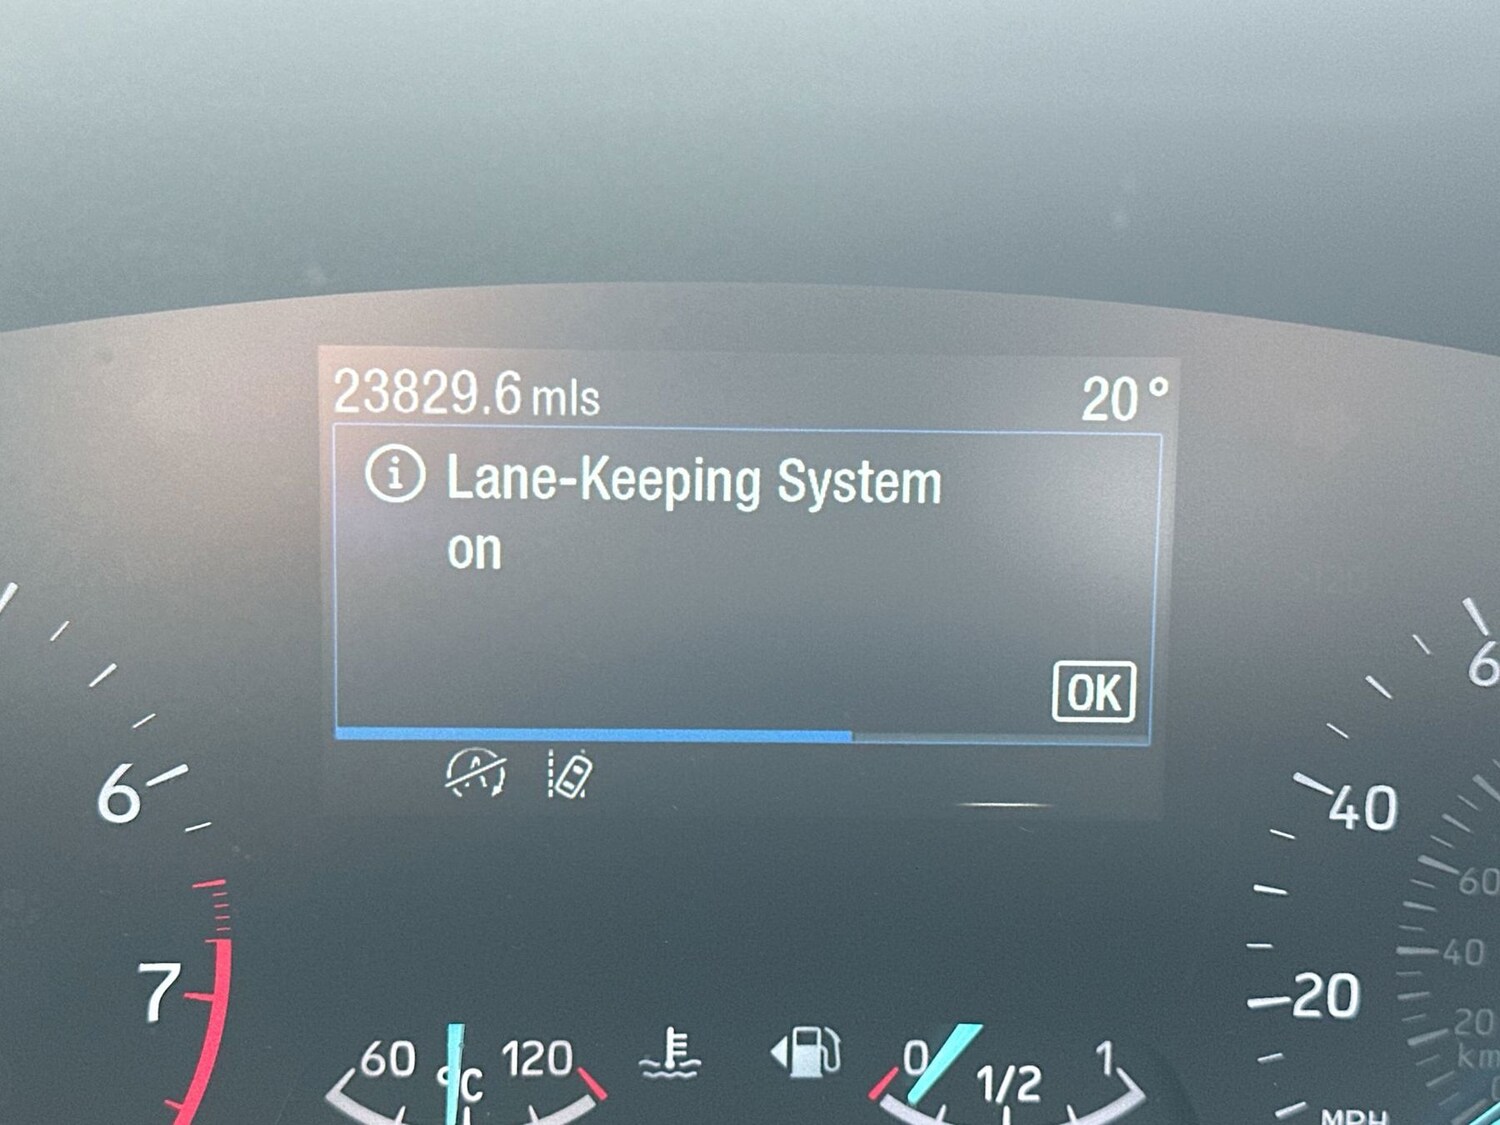 23829.6 mls 20°
i Lane-Keeping System
on
OK
A
6
7
6
40
20
MPH
60
40
20
km
60 °C 120
0 1/2 1